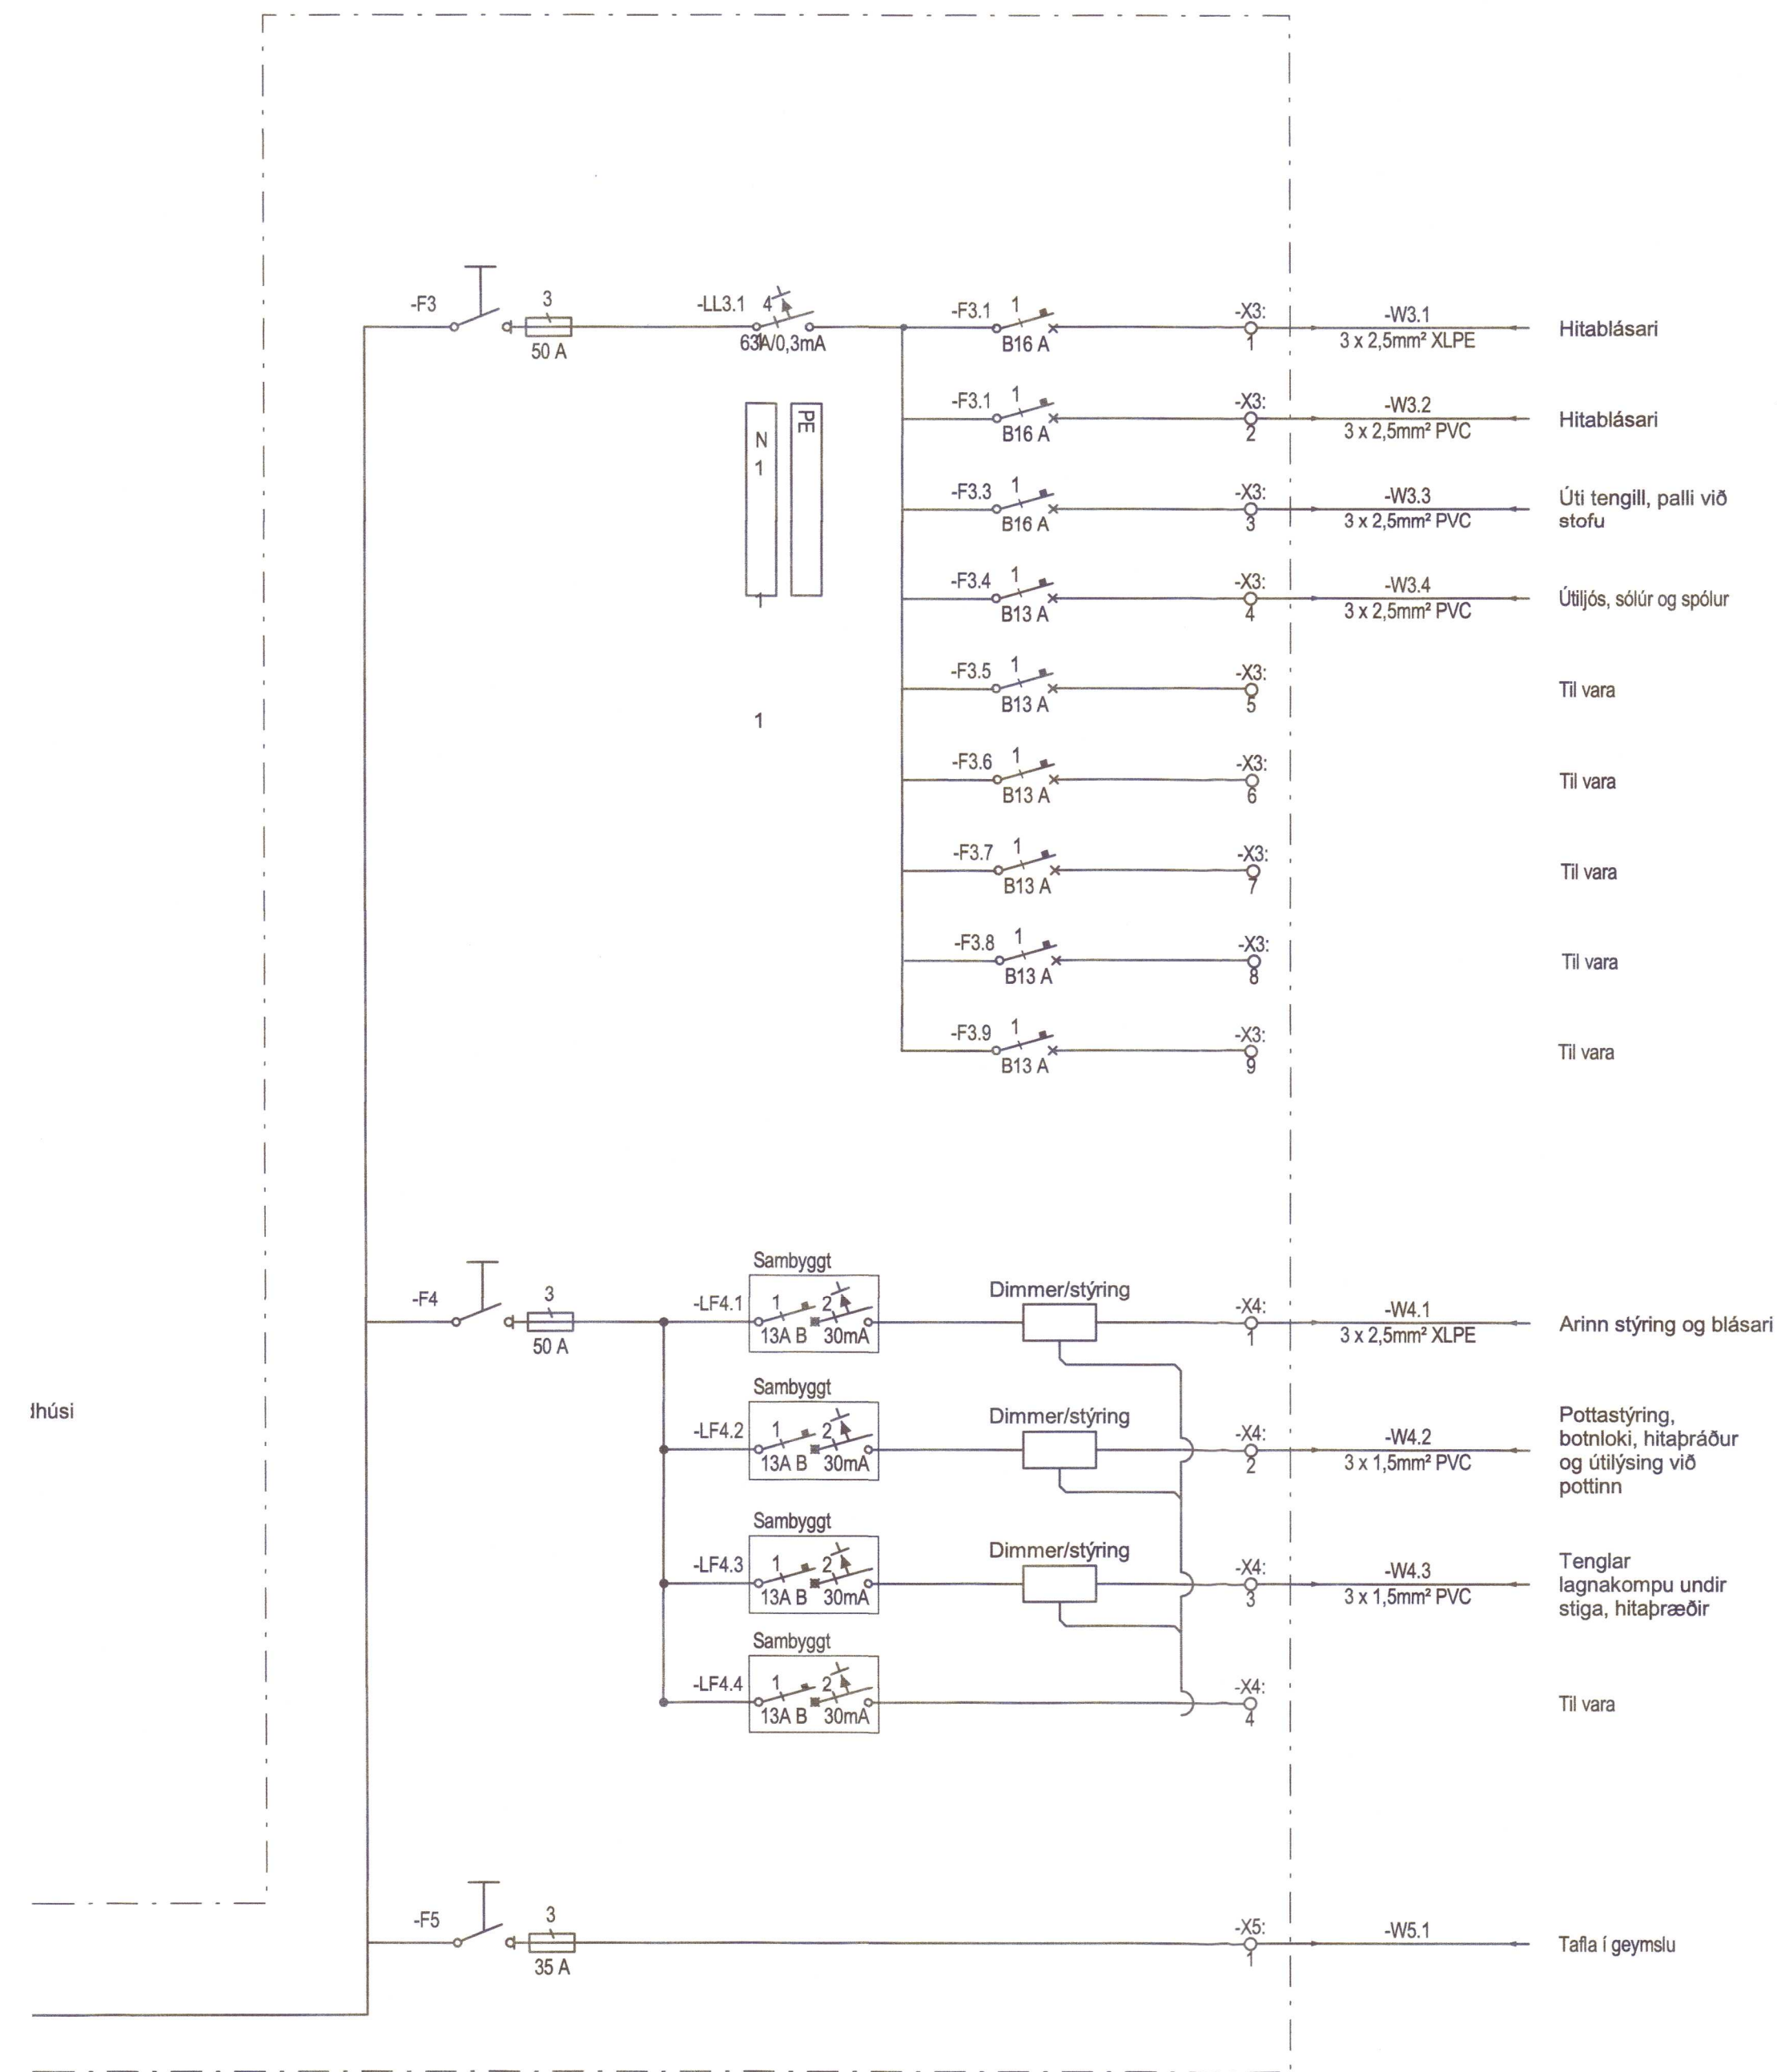 -F3
3
50 A
-LL3.1
4
63A/0,3mA
N
1
1
1
PE
-F3.1
1
B16 A
-X3:
1
-W3.1
3 x 2,5mm² XLPE
Hitablásari
-F3.1
1
B16 A
-X3:
2
-W3.2
3 x 2,5mm² PVC
Hitablásari
-F3.3
1
B16 A
-X3:
3
-W3.3
3 x 2,5mm² PVC
Úti tengill, palli við
stofu
-F3.4
1
B13 A
-X3:
4
-W3.4
3 x 2,5mm² PVC
Útiljós, sólúr og spólur
-F3.5
1
B13 A
-X3:
5
Til vara
-F3.6
1
B13 A
-X3:
6
Til vara
-F3.7
1
B13 A
-X3:
7
Til vara
-F3.8
1
B13 A
-X3:
8
Til vara
-F3.9
1
B13 A
-X3:
9
Til vara
-F4
3
50 A
Sambyggt
-LF4.1
1
2
13A B 30mA
Dimmer/stýring
-X4:
1
-W4.1
3 x 2,5mm² XLPE
Arinn stýring og blásari
Sambyggt
-LF4.2
1
2
13A B 30mA
Dimmer/stýring
-X4:
2
-W4.2
3 x 1,5mm² PVC
Pottastýring,
botnloki, hitaþráður
og útilýsing við
pottinn
Sambyggt
-LF4.3
1
2
13A B 30mA
Dimmer/stýring
-X4:
3
-W4.3
3 x 1,5mm² PVC
Tenglar
lagnakompu undir
stiga, hitaþræðir
Sambyggt
-LF4.4
1
2
13A B 30mA
-X4:
4
Til vara
-F5
3
35 A
-X5:
1
-W5.1
Tafla í geymslu